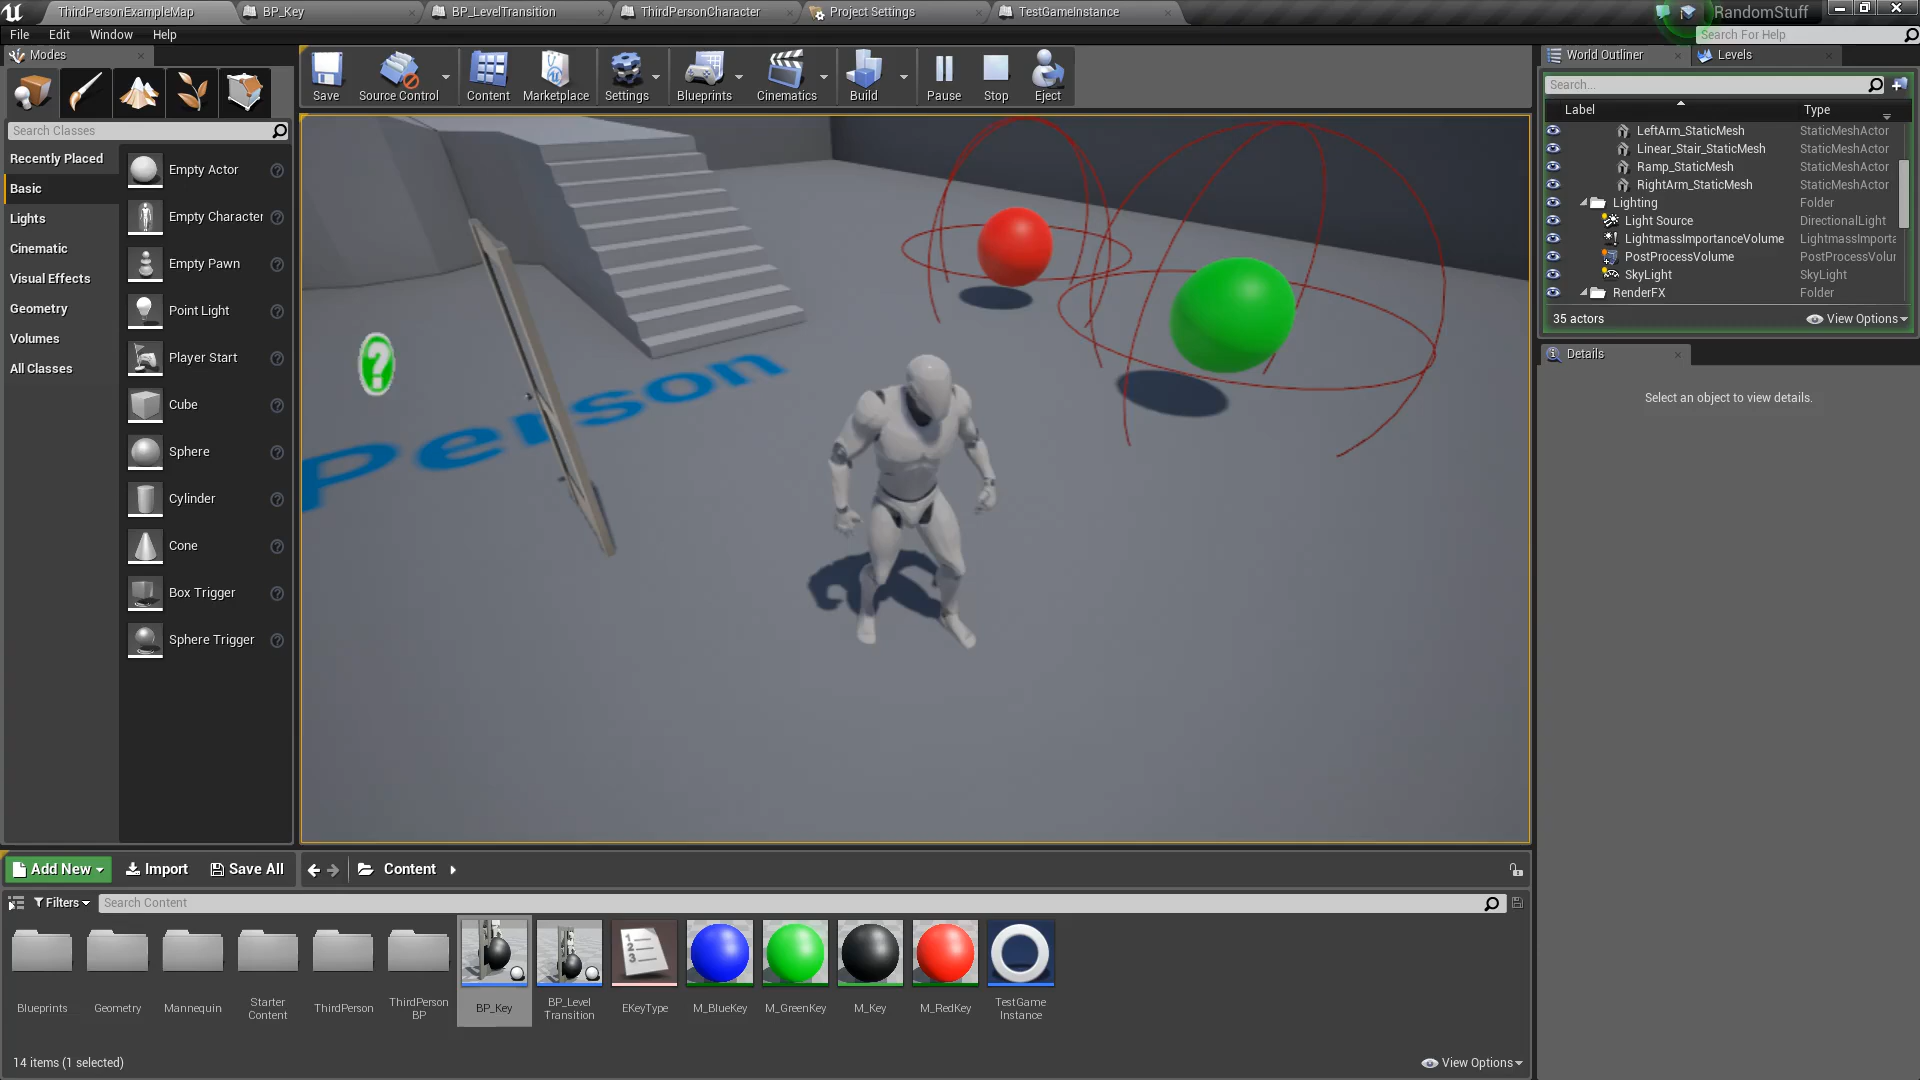 ThirdPersonExampleMap
BP_Key
BP_LevelTransition
ThirdPersonCharacter
Project Settings
TestGameInstance
RandomStuff
File Edit Window Help
Search For Help
Modes
Save
Source Control
Content
Marketplace
Settings
Blueprints
Cinematics
Build
Pause
Stop
Eject
World Outliner
Levels
Search...
Label
Type
LeftArm_StaticMesh StaticMeshActor
Linear_Stair_StaticMesh StaticMeshActor
Ramp_StaticMesh StaticMeshActor
RightArm_StaticMesh StaticMeshActor
Lighting Folder
Light Source DirectionalLight
LightmassImportanceVolume LightmassImporta
PostProcessVolume PostProcessVolur
SkyLight SkyLight
RenderFX Folder
35 actors
View Options
Details
Select an object to view details.
Search Classes
Recently Placed
Basic
Lights
Cinematic
Visual Effects
Geometry
Volumes
All Classes
Empty Actor
Empty Character
Empty Pawn
Point Light
Player Start
Cube
Sphere
Cylinder
Cone
Box Trigger
Sphere Trigger
?
Person
Add New
Import
Save All
Content
Filters
Search Content
Blueprints
Geometry
Mannequin
Starter
Content
ThirdPerson
ThirdPerson
BP
BP_Key
BP_Level
Transition
1
2
3
EKeyType
M_BlueKey
M_GreenKey
M_Key
M_RedKey
TestGame
Instance
14 items (1 selected)
View Options